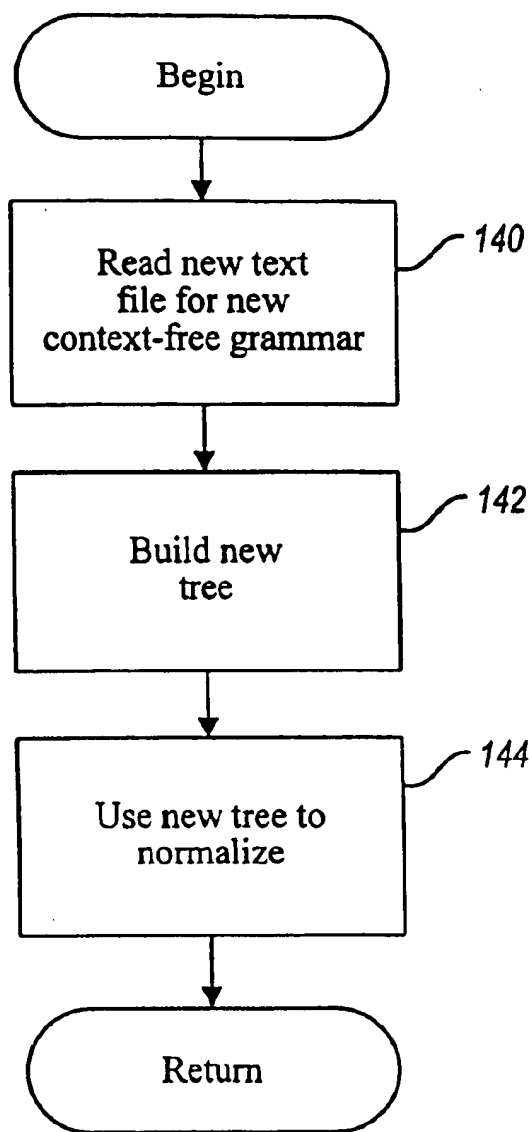 Begin
Read new text
file for new
context-free grammar
140
Build new
tree
142
Use new tree to
normalize
144
Return